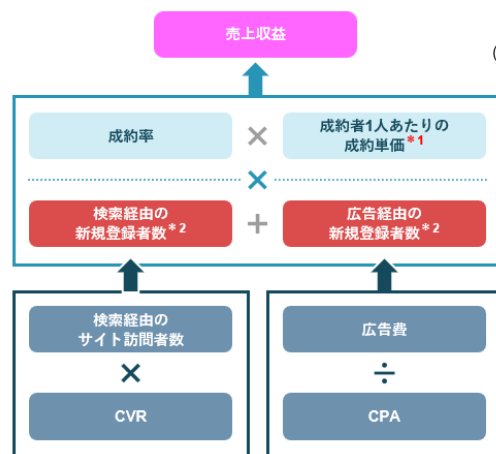 売上収益
成約率
×
成約者1人あたりの
成約単価*1
×
検索経由の
新規登録者数*2
+
広告経由の
新規登録者数*2
検索経由の
サイト訪問者数
×
CVR
広告費
÷
CPA